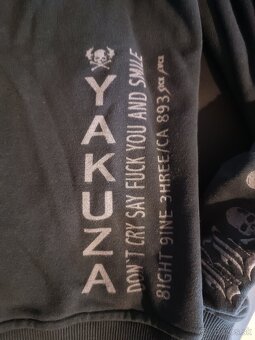 YAKUZA
DON'T CRY SAY FUCK YOU AND SMILE
8IGHT 9INE 3HREE/CA 893